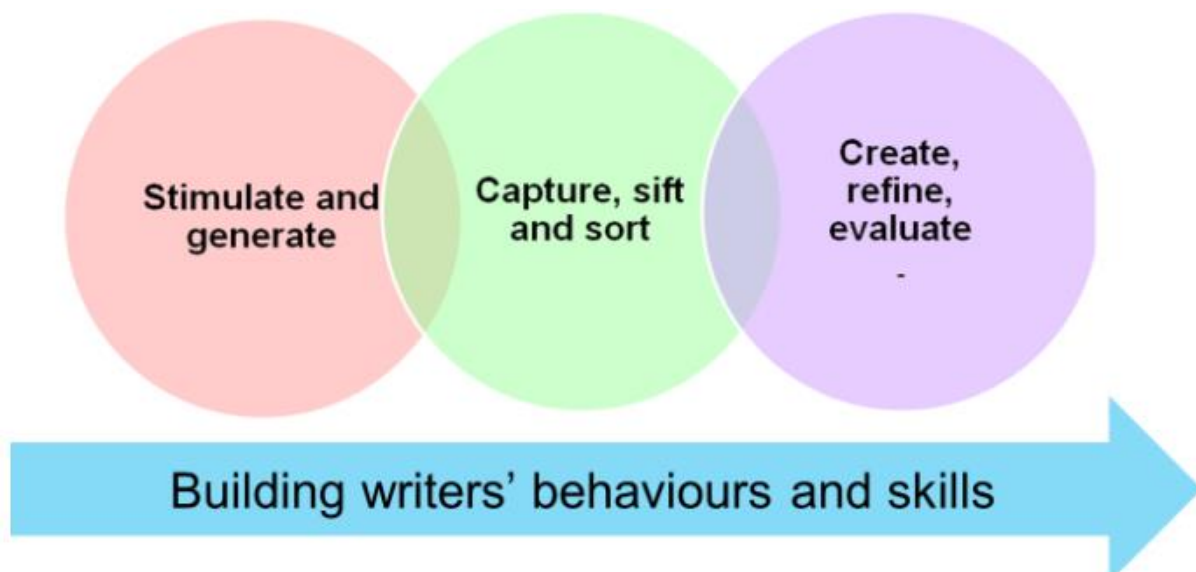 Stimulate and
generate
Capture, sift
and sort
Create,
refine,
evaluate
-
Building writers’ behaviours and skills